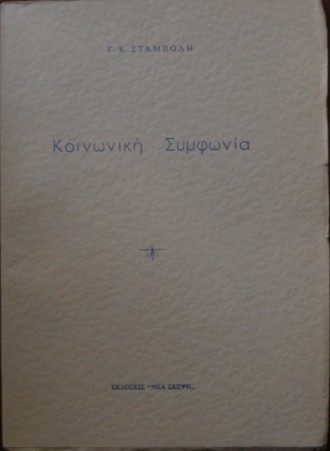 Γ. Κ. ΣΤΑΜΠΟΛΗ
Κοινωνική Συμφωνία
ΕΚΔΟΣΕΙΣ "ΝΕΑ ΣΚΕΨΗ„